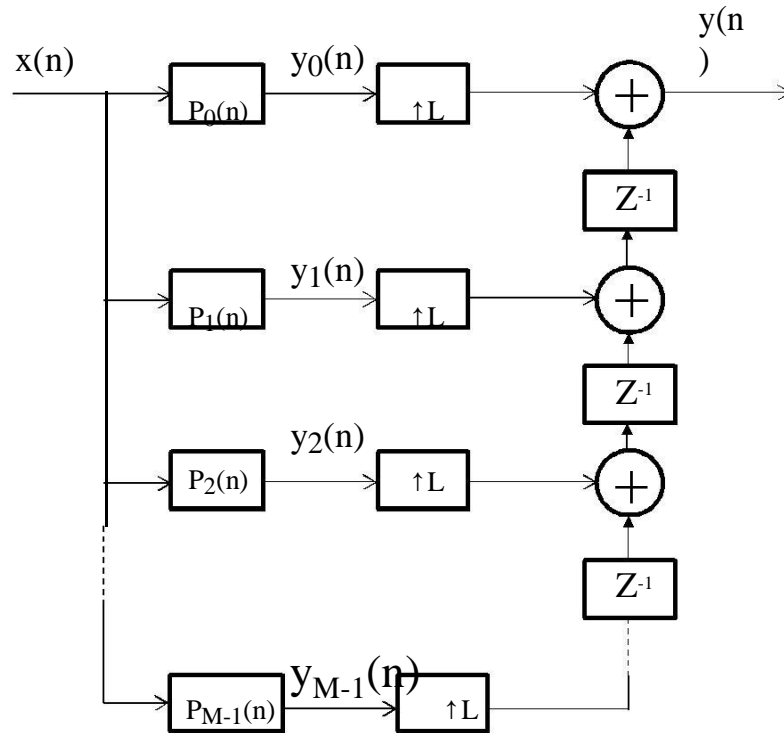 y(n
)
x(n)
y0(n)
P0(n)
↑L
+
Z-1
y1(n)
P1(n)
↑L
+
Z-1
y2(n)
P2(n)
↑L
+
Z-1
yM-1(n)
PM-1(n)
↑L